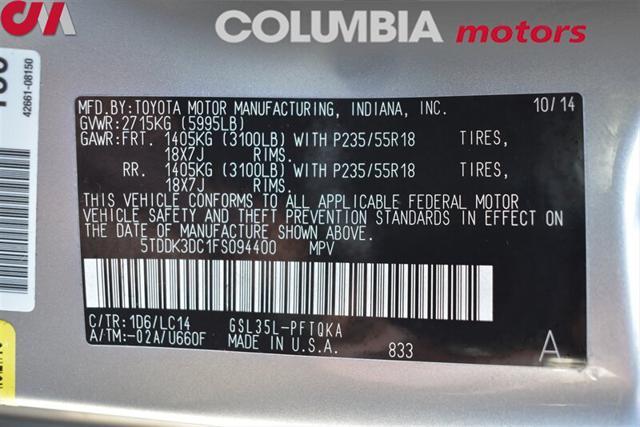 CM COLUMBIA motors
42661-08150
MFD.BY:TOYOTA MOTOR MANUFACTURING, INDIANA, INC. 10/14
GVWR:2715KG (5995LB)
GAWR:FRT. 1405KG (3100LB) WITH P235/55R18 TIRES,
18X7J RIMS.
RR. 1405KG (3100LB) WITH P235/55R18 TIRES,
18X7J RIMS.
THIS VEHICLE CONFORMS TO ALL APPLICABLE FEDERAL MOTOR
VEHICLE SAFETY AND THEFT PREVENTION STANDARDS IN EFFECT ON
THE DATE OF MANUFACTURE SHOWN ABOVE.
5TDDK3DC1FS094400 MPV
C/TR:1D6/LC14 GSL35L-PFTQKA
A/TM:-02A/U660F MADE IN U.S.A. 833 A